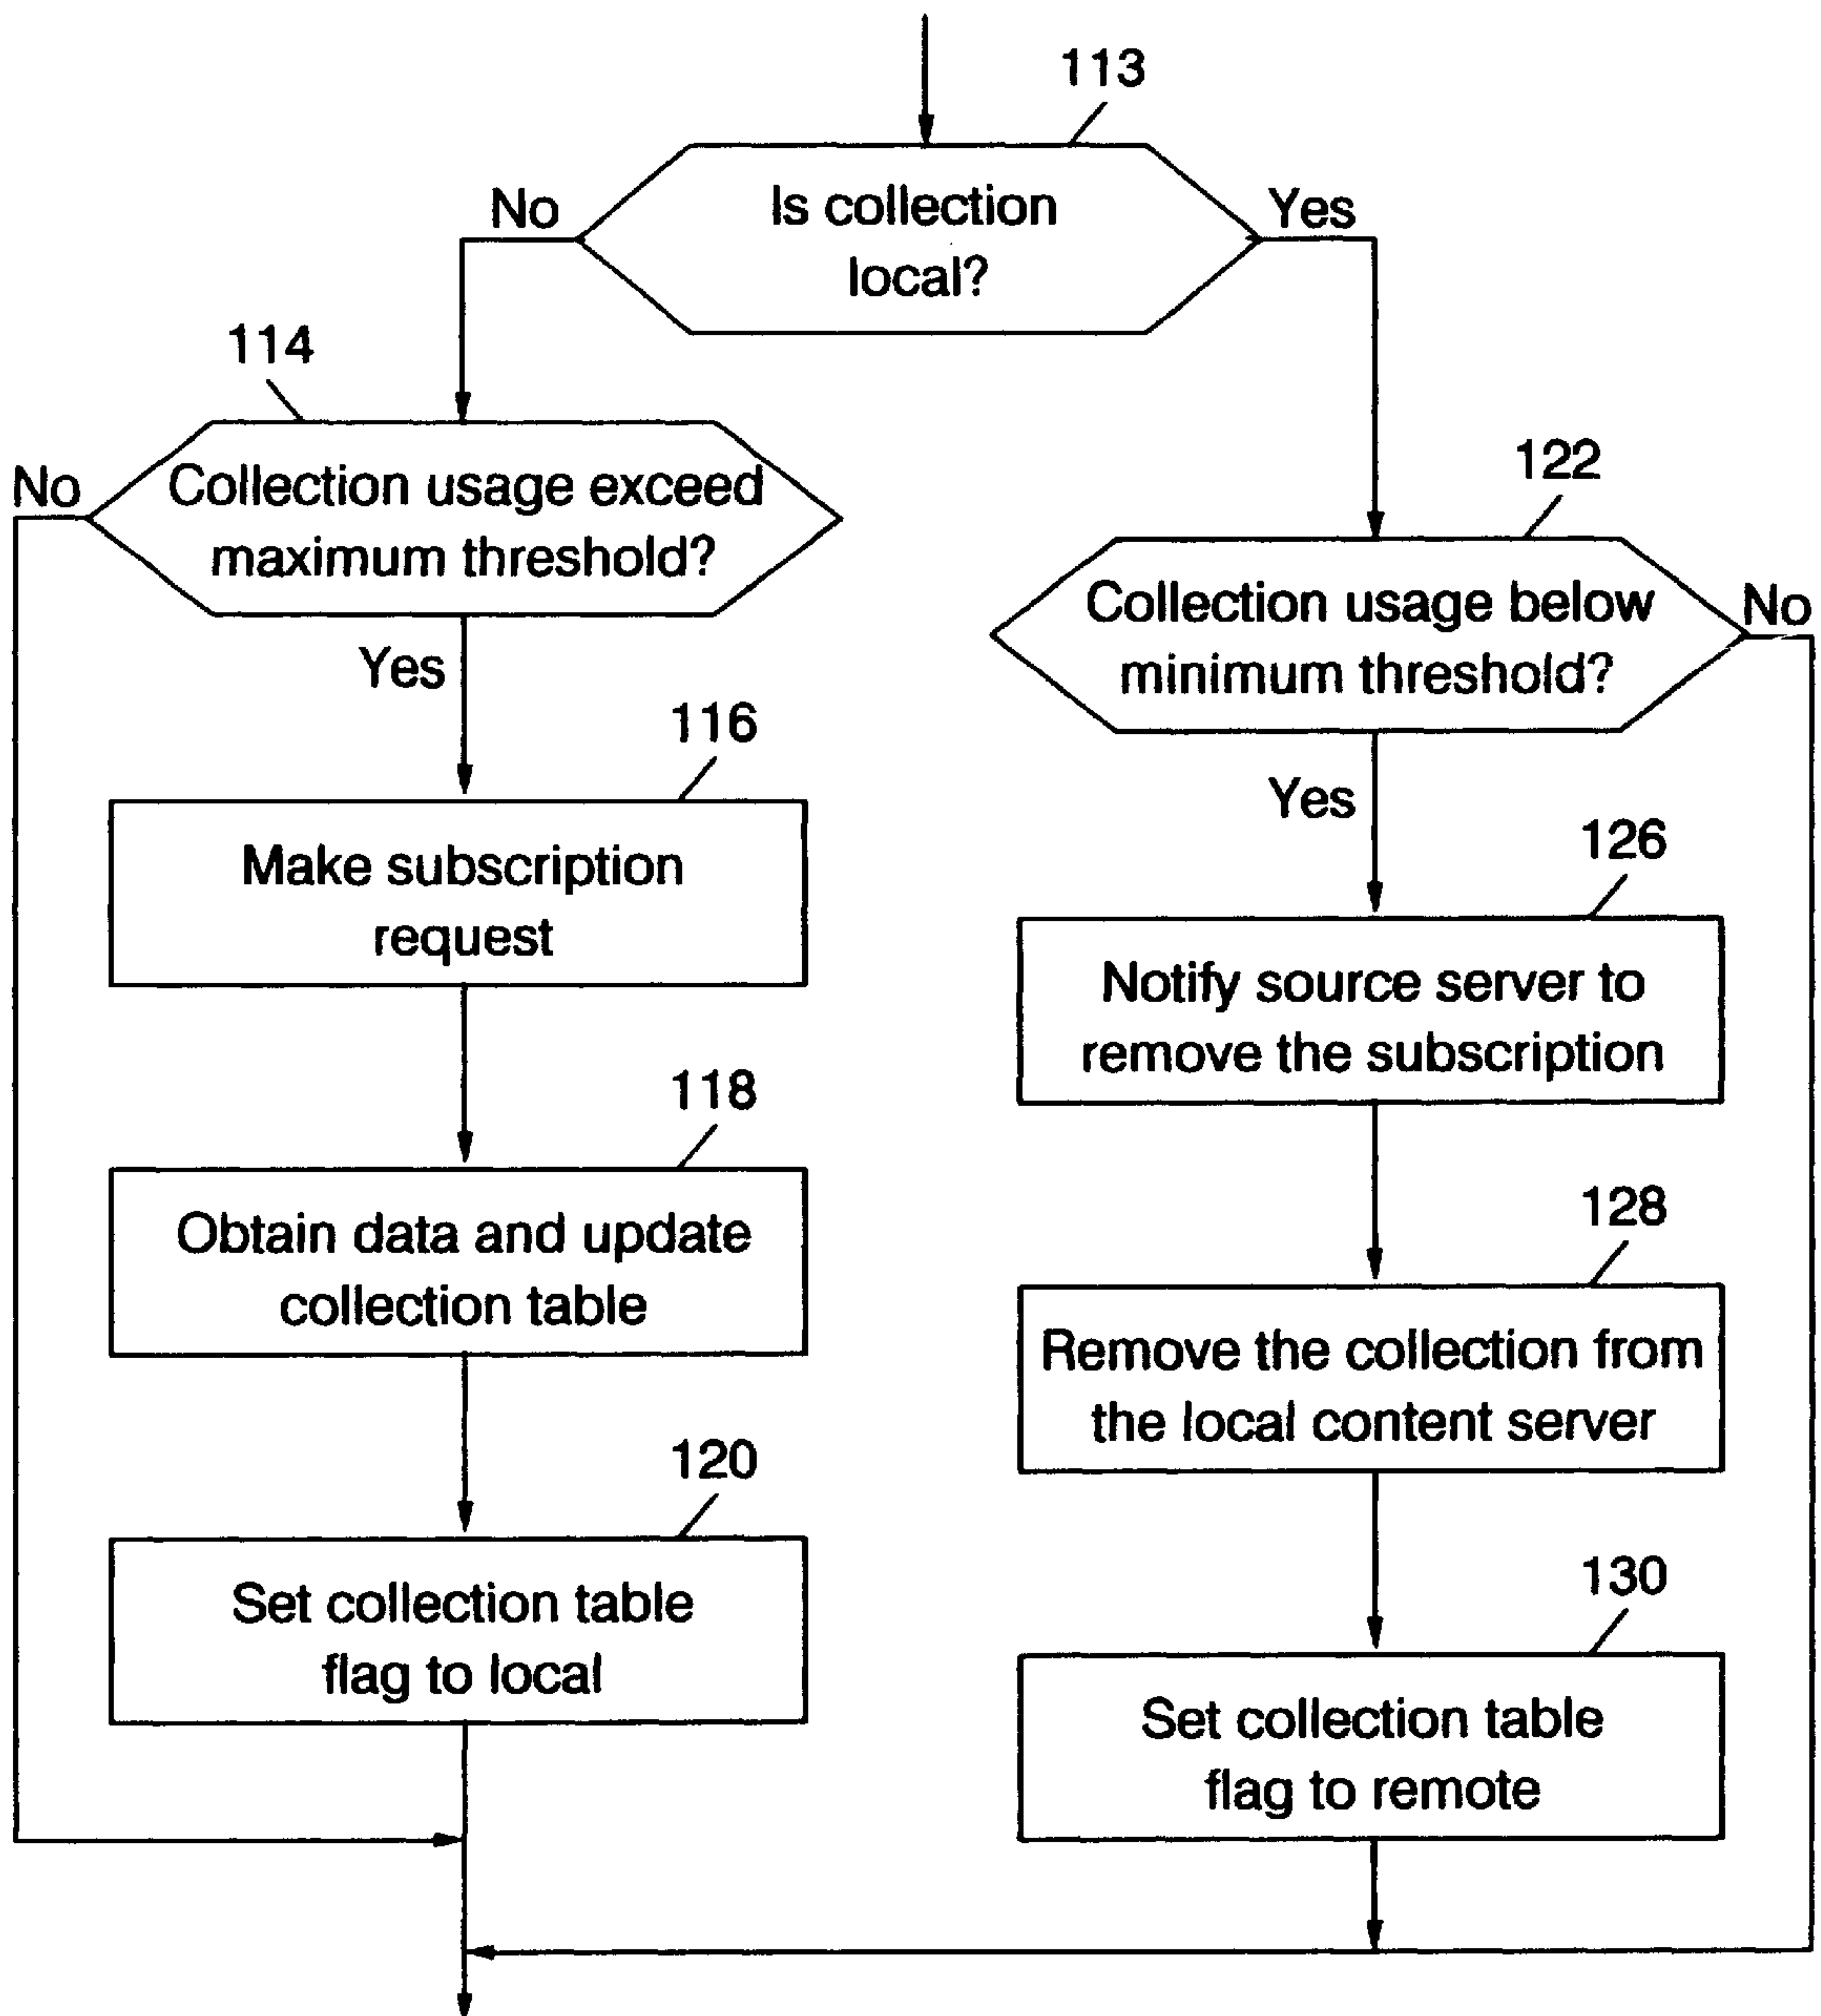 113
No
Is collection
local?
Yes
114
No
Collection usage exceed
maximum threshold?
Yes
122
Collection usage below
minimum threshold?
No
Yes
116
Make subscription
request
126
Notify source server to
remove the subscription
118
Obtain data and update
collection table
128
Remove the collection from
the local content server
120
Set collection table
flag to local
130
Set collection table
flag to remote